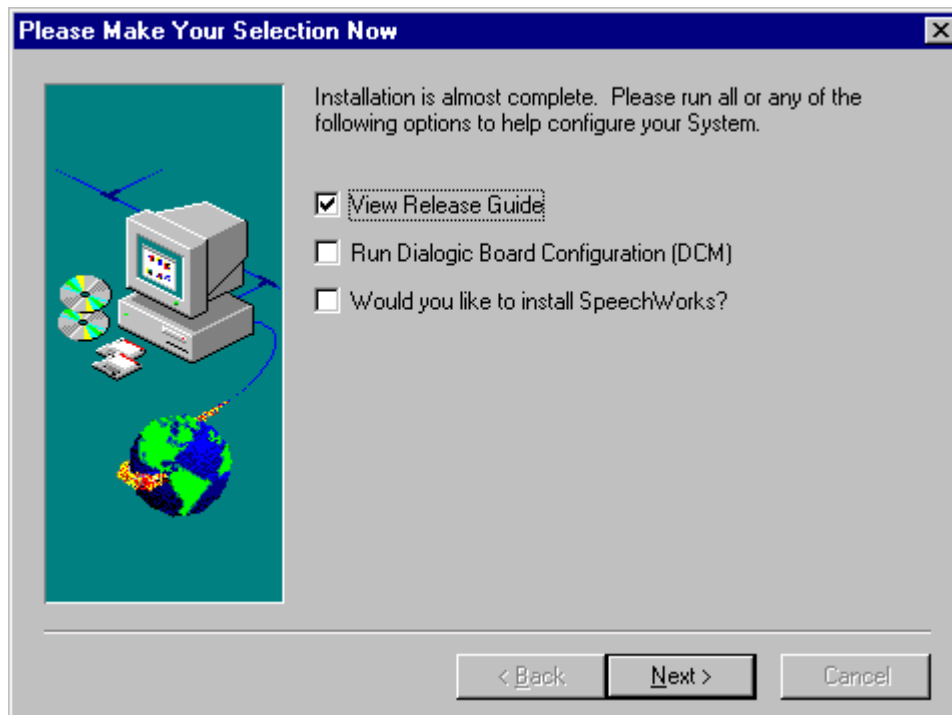 Please Make Your Selection Now
Installation is almost complete.  Please run all or any of the
following options to help configure your System.
View Release Guide
Run Dialogic Board Configuration (DCM)
Would you like to install SpeechWorks?
< Back
Next >
Cancel